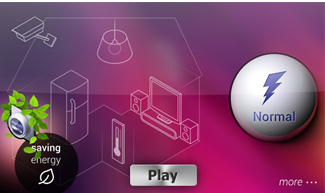 Normal
saving
energy
Play
more ...